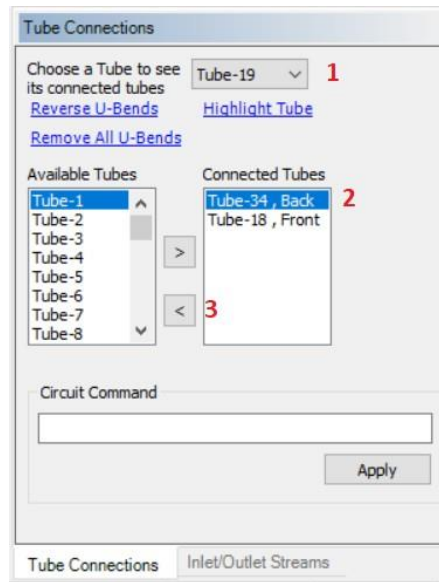 Tube Connections
Choose a Tube to see Tube-19 1
its connected tubes
Reverse U-Bends Highlight Tube
Remove All U-Bends
Available Tubes Connected Tubes
Tube-1 Tube-34 , Back 2
Tube-2 Tube-18 , Front
Tube-3
Tube-4 >
Tube-5
Tube-6
Tube-7 < 3
Tube-8
Circuit Command
Apply
Tube Connections Inlet/Outlet Streams